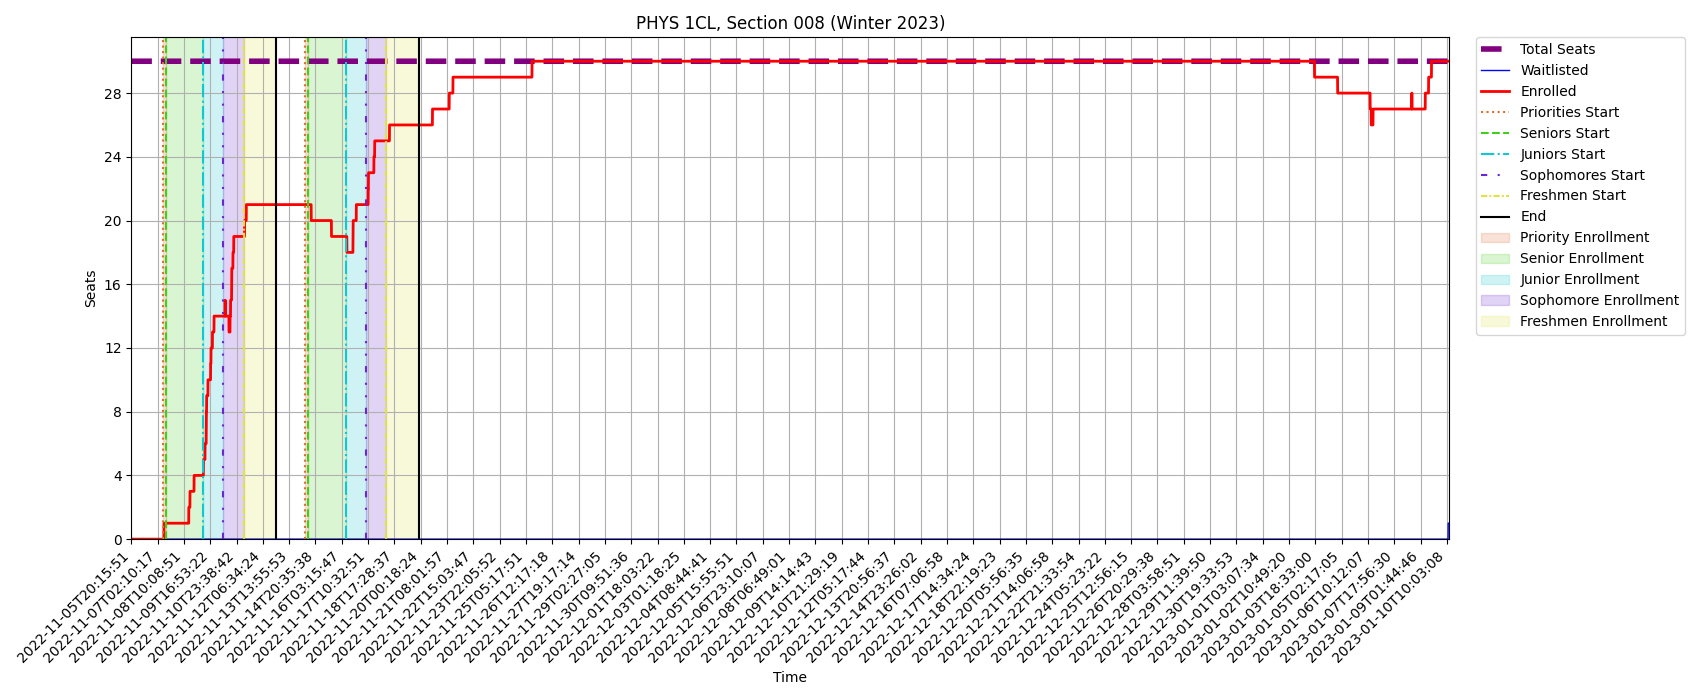 PHYS 1CL, Section 008 (Winter 2023)
Total Seats
Waitlisted
Enrolled
Priorities Start
Seniors Start
Juniors Start
Sophomores Start
Freshmen Start
End
Priority Enrollment
Senior Enrollment
Junior Enrollment
Sophomore Enrollment
Freshmen Enrollment
Seats
28
24
20
16
12
8
4
0
2022-11-05T20:15:51
2022-11-07T02:10:17
2022-11-08T10:08:51
2022-11-09T16:53:22
2022-11-10T23:38:42
2022-11-12T06:34:24
2022-11-13T13:55:53
2022-11-14T20:35:38
2022-11-16T03:15:47
2022-11-17T10:32:51
2022-11-18T17:28:37
2022-11-20T00:18:24
2022-11-21T08:01:57
2022-11-22T15:03:47
2022-11-23T22:05:52
2022-11-25T05:17:51
2022-11-26T12:17:18
2022-11-27T19:17:14
2022-11-29T02:27:05
2022-11-30T09:51:36
2022-12-01T18:03:22
2022-12-03T01:18:25
2022-12-04T08:44:41
2022-12-05T15:55:51
2022-12-06T23:10:07
2022-12-08T06:49:01
2022-12-09T14:14:43
2022-12-10T21:29:19
2022-12-12T05:17:44
2022-12-13T20:56:37
2022-12-14T23:26:02
2022-12-16T07:06:58
2022-12-17T14:34:24
2022-12-18T22:19:23
2022-12-20T05:56:35
2022-12-21T14:06:58
2022-12-22T21:33:54
2022-12-24T05:23:22
2022-12-25T12:56:15
2022-12-26T20:29:38
2022-12-28T03:58:51
2022-12-29T11:39:50
2022-12-30T19:33:53
2023-01-01T03:07:34
2023-01-02T10:49:20
2023-01-03T18:33:00
2023-01-05T02:17:05
2023-01-06T10:12:07
2023-01-07T17:56:30
2023-01-09T01:44:46
2023-01-10T10:03:08
Time